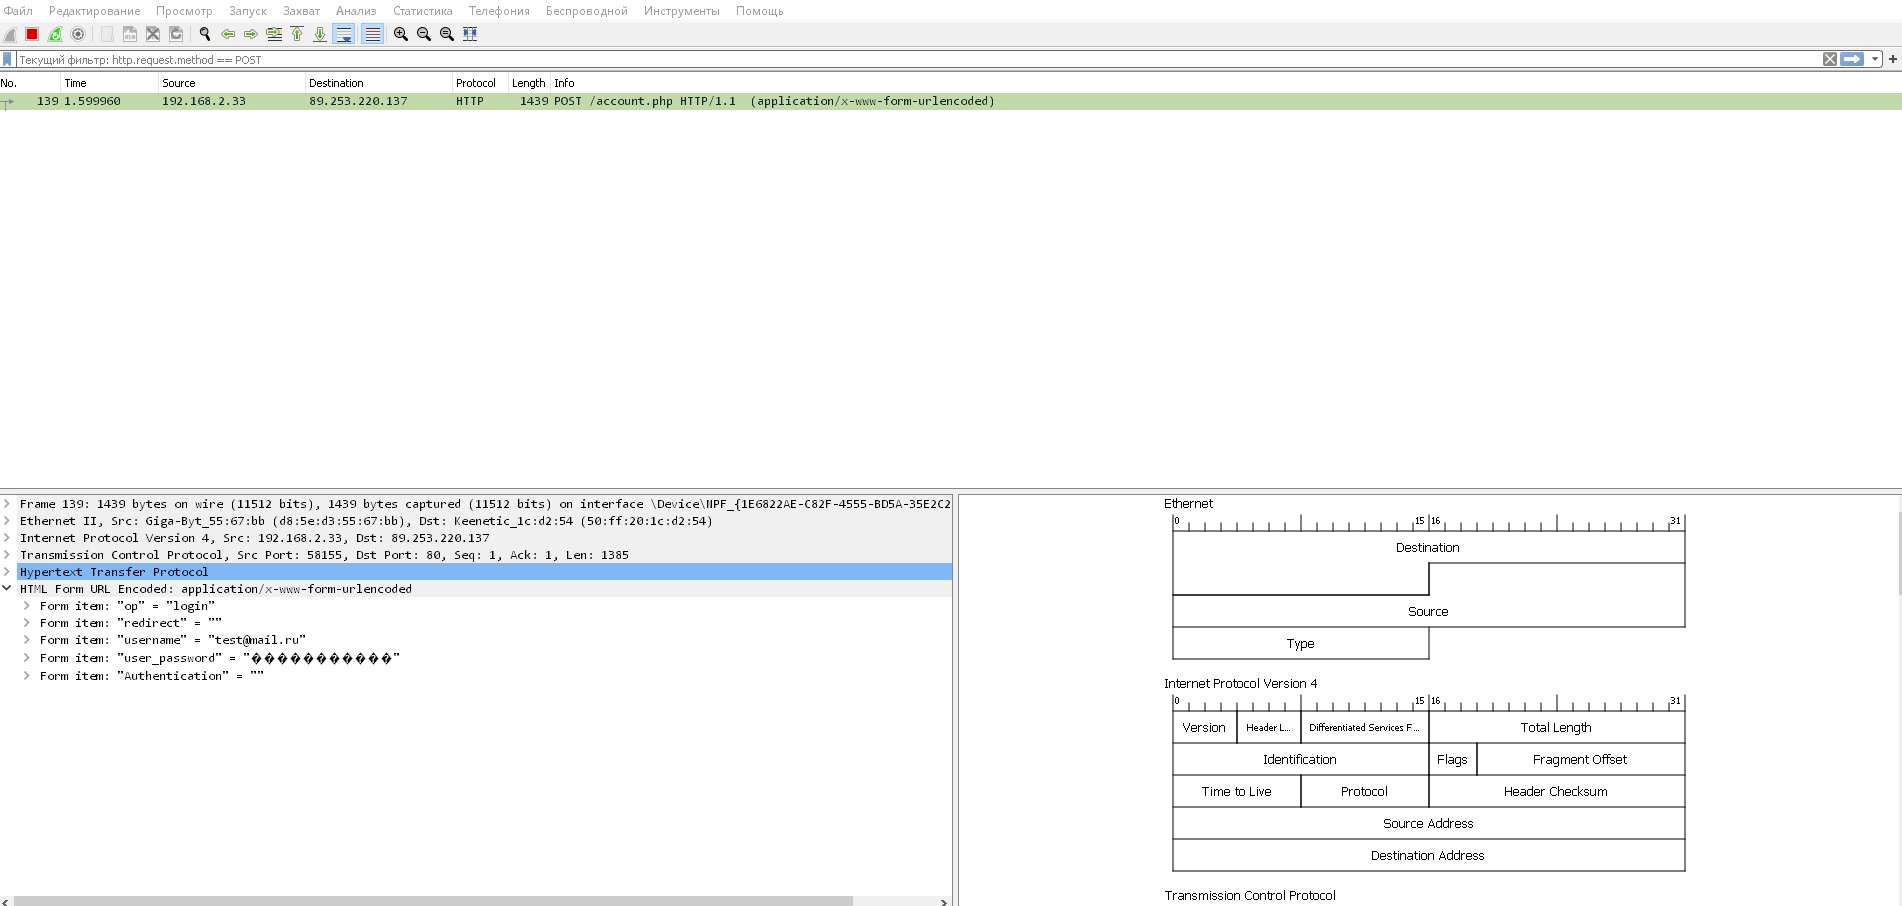 Файл Редактирование Просмотр Запуск Захват Анализ Статистика Телефония Беспроводной Инструменты Помощь
Текущий фильтр: http.request.method == POST
No. Time Source Destination Protocol Length Info
139 1.599960 192.168.2.33 89.253.220.137 HTTP 1439 POST /account.php HTTP/1.1 (application/x-www-form-urlencoded)
Frame 139: 1439 bytes on wire (11512 bits), 1439 bytes captured (11512 bits) on interface \Device\NPF_{1E6822AE-C82F-4555-BD5A-35E2C2
Ethernet II, Src: Giga-Byt_55:67:bb (d8:5e:d3:55:67:bb), Dst: Keenetic_1c:d2:54 (50:ff:20:1c:d2:54)
Internet Protocol Version 4, Src: 192.168.2.33, Dst: 89.253.220.137
Transmission Control Protocol, Src Port: 58155, Dst Port: 80, Seq: 1, Ack: 1, Len: 1385
Hypertext Transfer Protocol
HTML Form URL Encoded: application/x-www-form-urlencoded
Form item: "op" = "login"
Form item: "redirect" = ""
Form item: "username" = "test@mail.ru"
Form item: "user_password" = "������������"
Form item: "Authentication" = ""
Ethernet
0 15 16 31
Destination
Source
Type
Internet Protocol Version 4
0 15 16 31
Version Header L... Differentiated Services F... Total Length
Identification Flags Fragment Offset
Time to Live Protocol Header Checksum
Source Address
Destination Address
Transmission Control Protocol